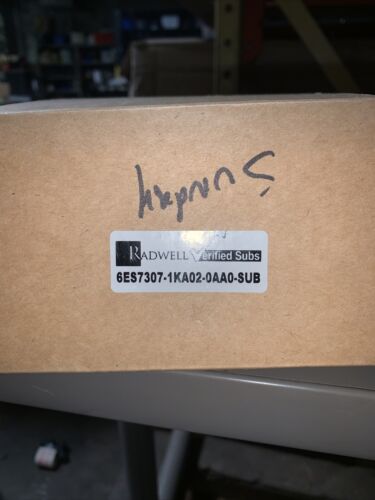 RADWELL Verified Subs
6ES7307-1KA02-0AA0-SUB